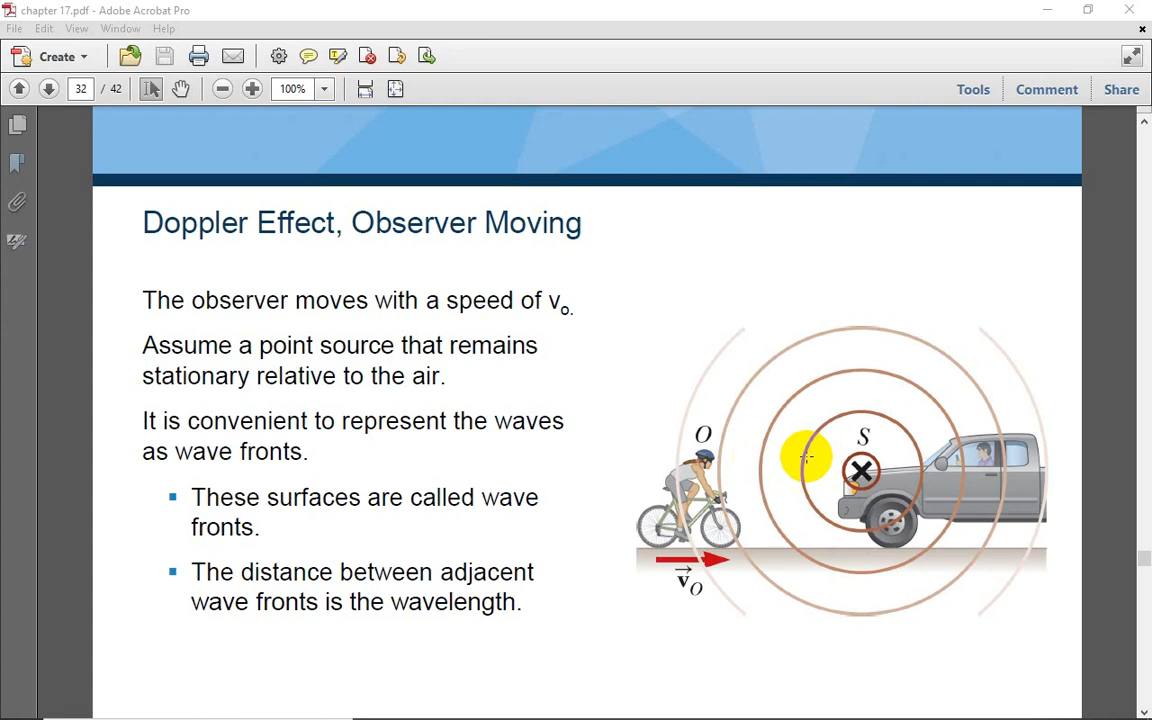 chapter 17.pdf - Adobe Acrobat Pro
File Edit View Window Help
Create
32 / 42 100% Tools Comment Share
Doppler Effect, Observer Moving
The observer moves with a speed of vo.
Assume a point source that remains
stationary relative to the air.
It is convenient to represent the waves
as wave fronts.
These surfaces are called wave
fronts.
The distance between adjacent
wave fronts is the wavelength.
O
S
vO